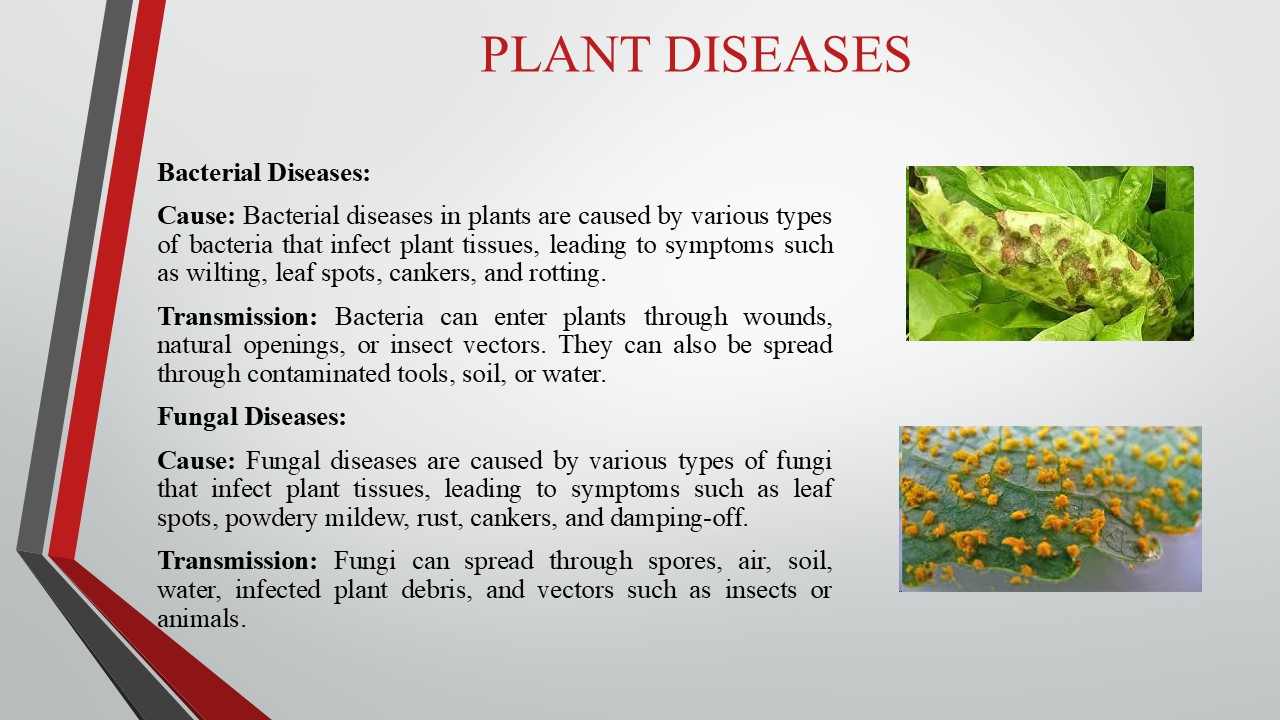 PLANT DISEASES
Bacterial Diseases:
Cause: Bacterial diseases in plants are caused by various types
of bacteria that infect plant tissues, leading to symptoms such
as wilting, leaf spots, cankers, and rotting.
Transmission: Bacteria can enter plants through wounds,
natural openings, or insect vectors. They can also be spread
through contaminated tools, soil, or water.
Fungal Diseases:
Cause: Fungal diseases are caused by various types of fungi
that infect plant tissues, leading to symptoms such as leaf
spots, powdery mildew, rust, cankers, and damping-off.
Transmission: Fungi can spread through spores, air, soil,
water, infected plant debris, and vectors such as insects or
animals.